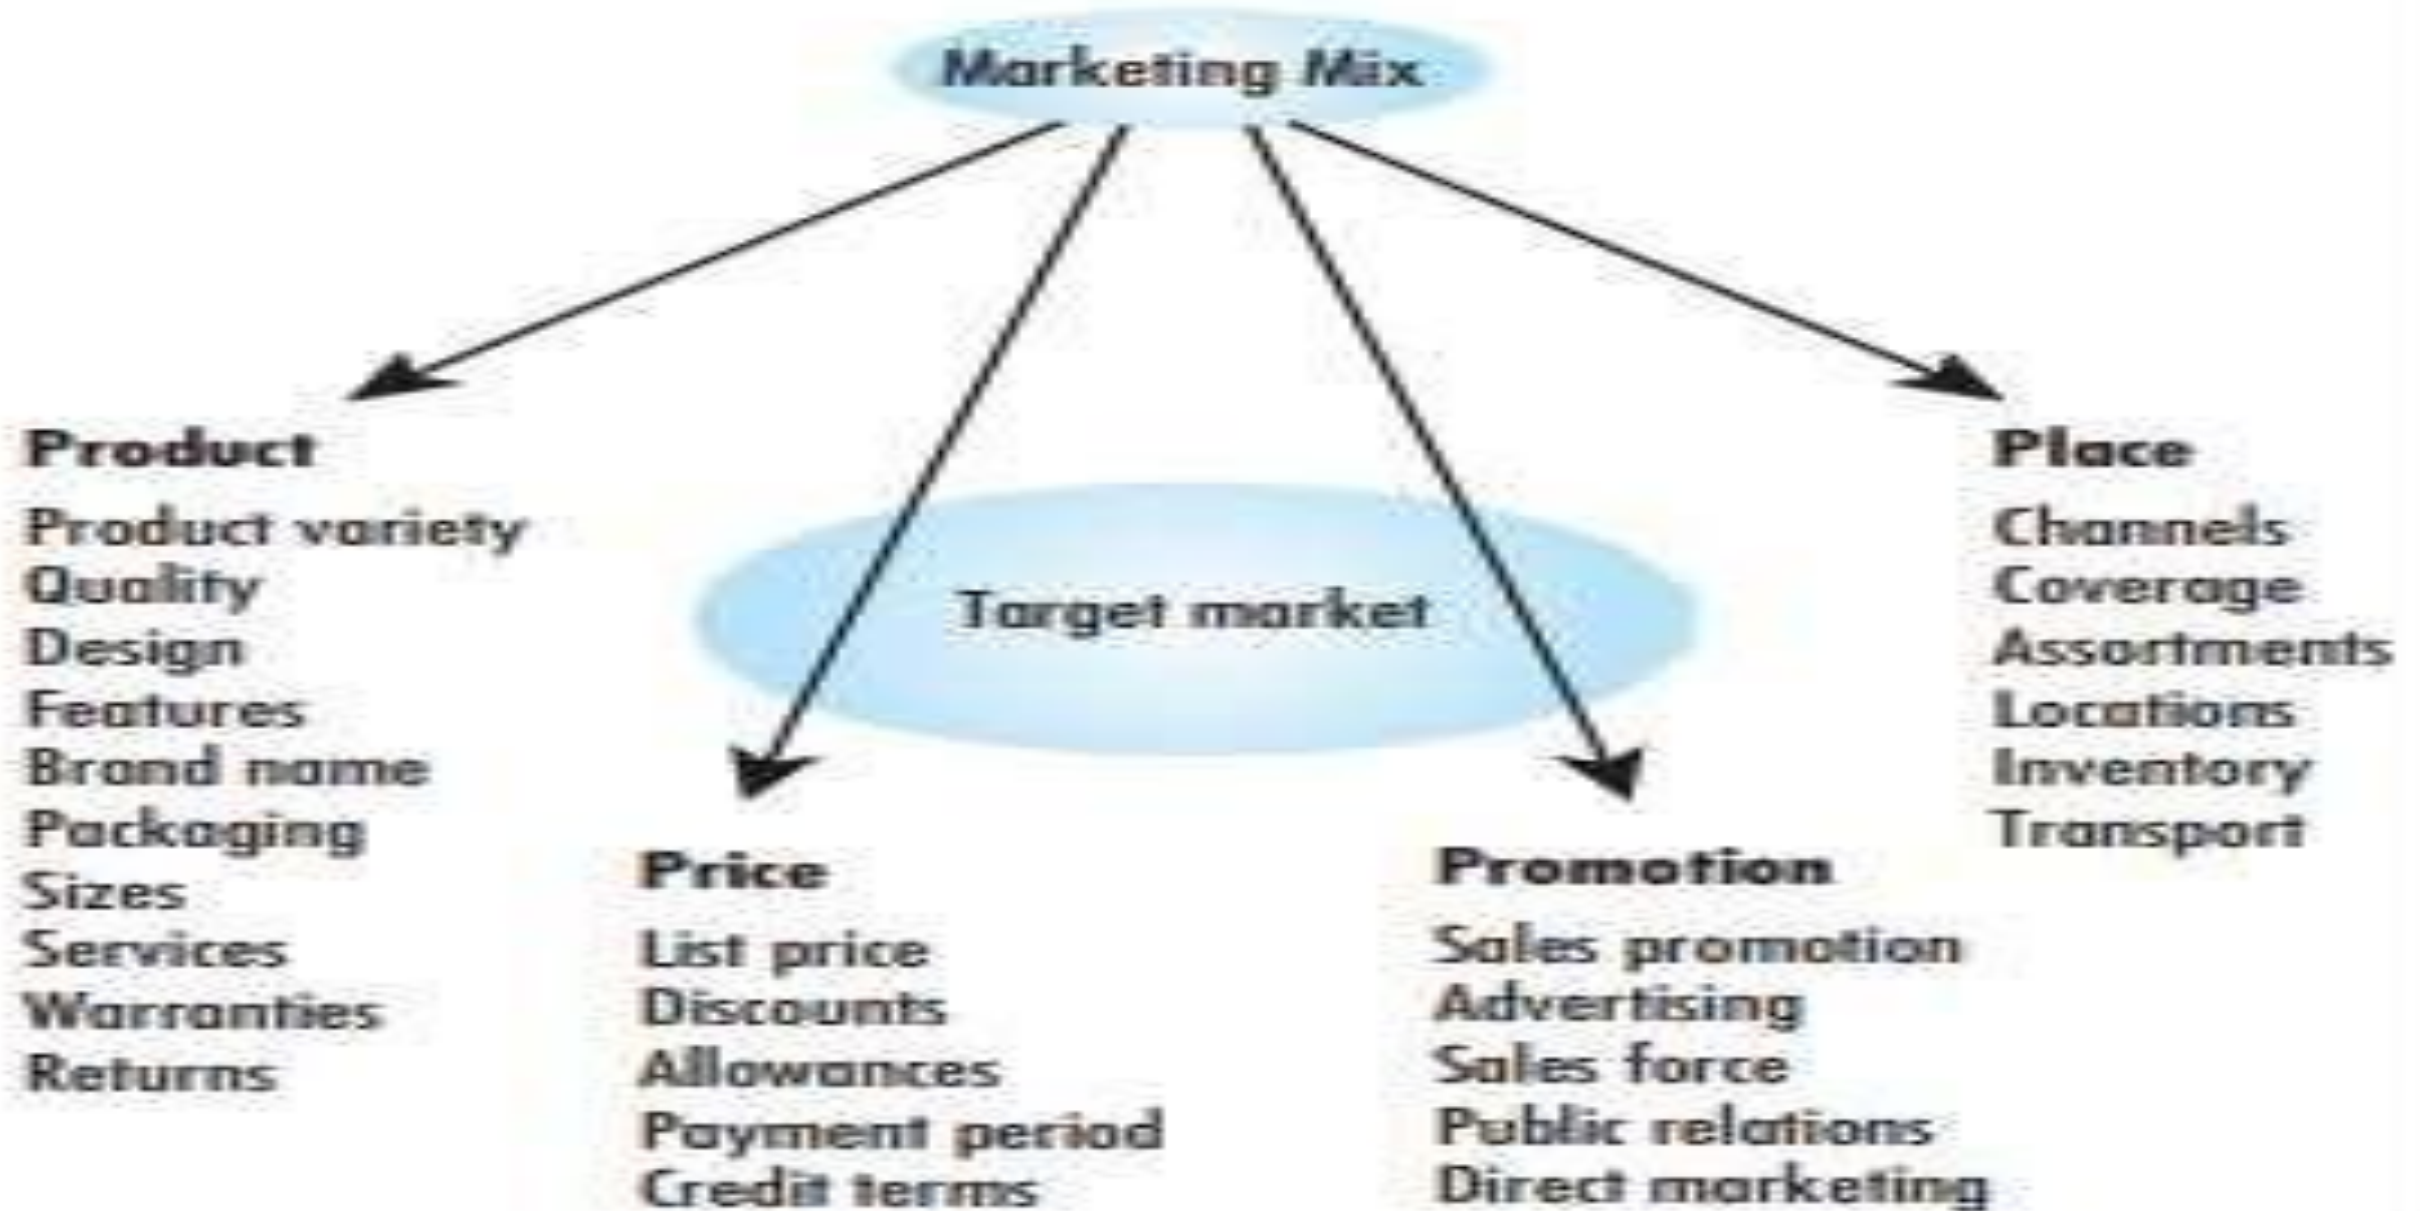 Marketing Mix
Product
Product variety
Quality
Design
Features
Brand name
Packaging
Sizes
Services
Warranties
Returns
Price
List price
Discounts
Allowances
Payment period
Credit terms
Target market
Promotion
Sales promotion
Advertising
Sales force
Public relations
Direct marketing
Place
Channels
Coverage
Assortments
Locations
Inventory
Transport